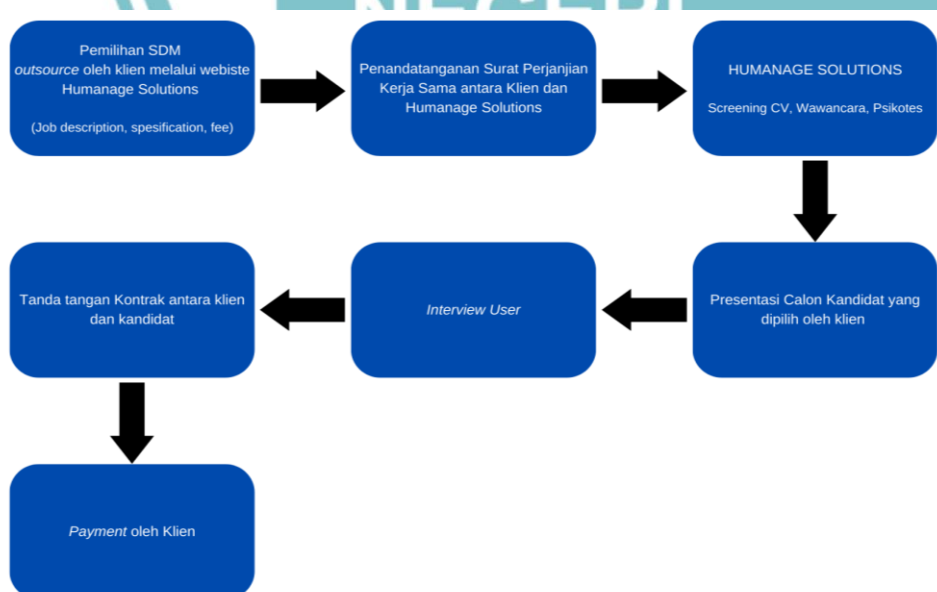 Pemilihan SDM
outsource oleh klien melalui webiste
Humanage Solutions
(Job description, spesification, fee)
Penandatanganan Surat Perjanjian
Kerja Sama antara Klien dan
Humanage Solutions
HUMANAGE SOLUTIONS
Screening CV, Wawancara, Psikotes
Presentasi Calon Kandidat yang
dipilih oleh klien
Interview User
Tanda tangan Kontrak antara klien
dan kandidat
Payment oleh Klien